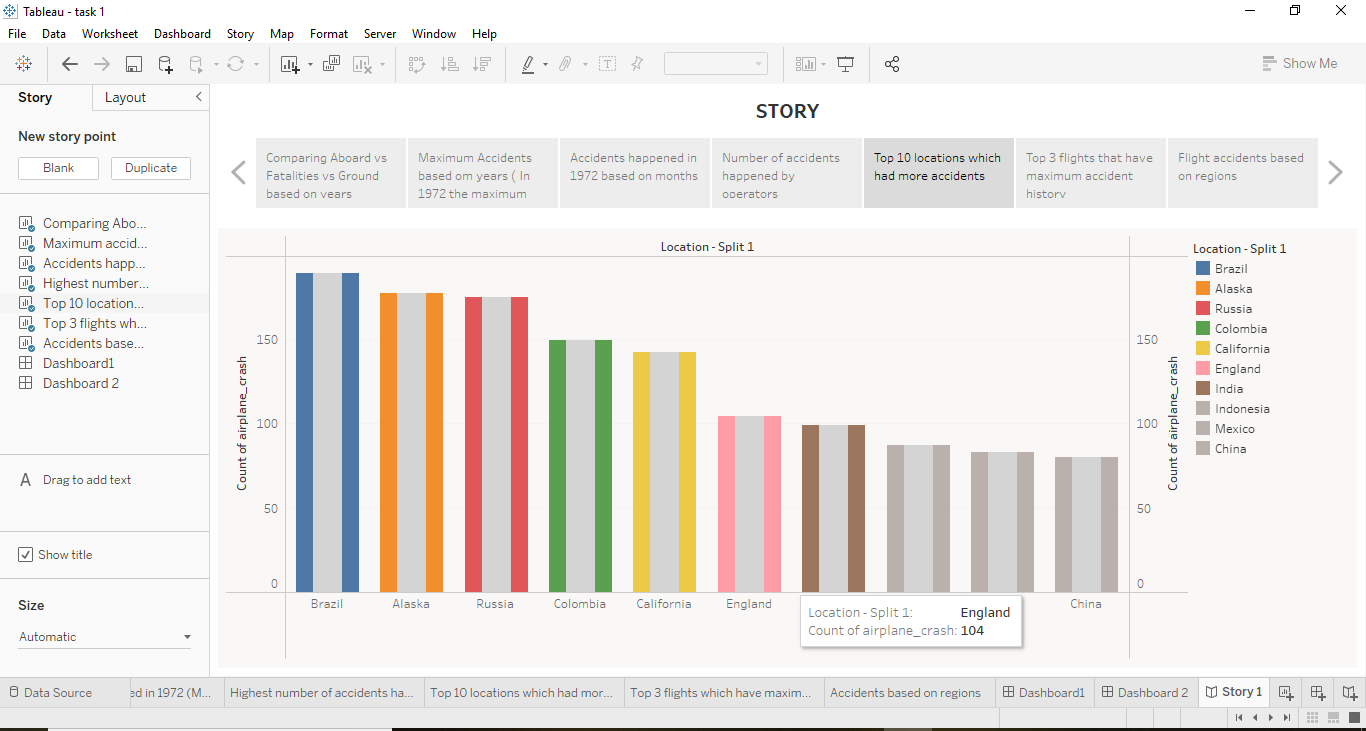 Tableau - task 1
File Data Worksheet Dashboard Story Map Format Server Window Help
Show Me
Story Layout
New story point
Blank Duplicate
Comparing Abo...
Maximum accid...
Accidents happ...
Highest number...
Top 10 location...
Top 3 flights wh...
Accidents base...
Dashboard1
Dashboard 2
A Drag to add text
Show title
Size
Automatic
STORY
Comparing Aboard vs
Fatalities vs Ground
based on years
Maximum Accidents
based om years ( In
1972 the maximum
Accidents happened in
1972 based on months
Number of accidents
happened by
operators
Top 10 locations which
had more accidents
Top 3 flights that have
maximum accident
history
Flight accidents based
on regions
Location - Split 1
Count of airplane_crash
150
100
50
0
Brazil Alaska Russia Colombia California England China
Location - Split 1: England
Count of airplane_crash: 104
150
100
50
0
Count of airplane_crash
Location - Split 1
Brazil
Alaska
Russia
Colombia
California
England
India
Indonesia
Mexico
China
Data Source ed in 1972 (M... Highest number of accidents ha... Top 10 locations which had mor... Top 3 flights which have maxim... Accidents based on regions Dashboard1 Dashboard 2 Story 1